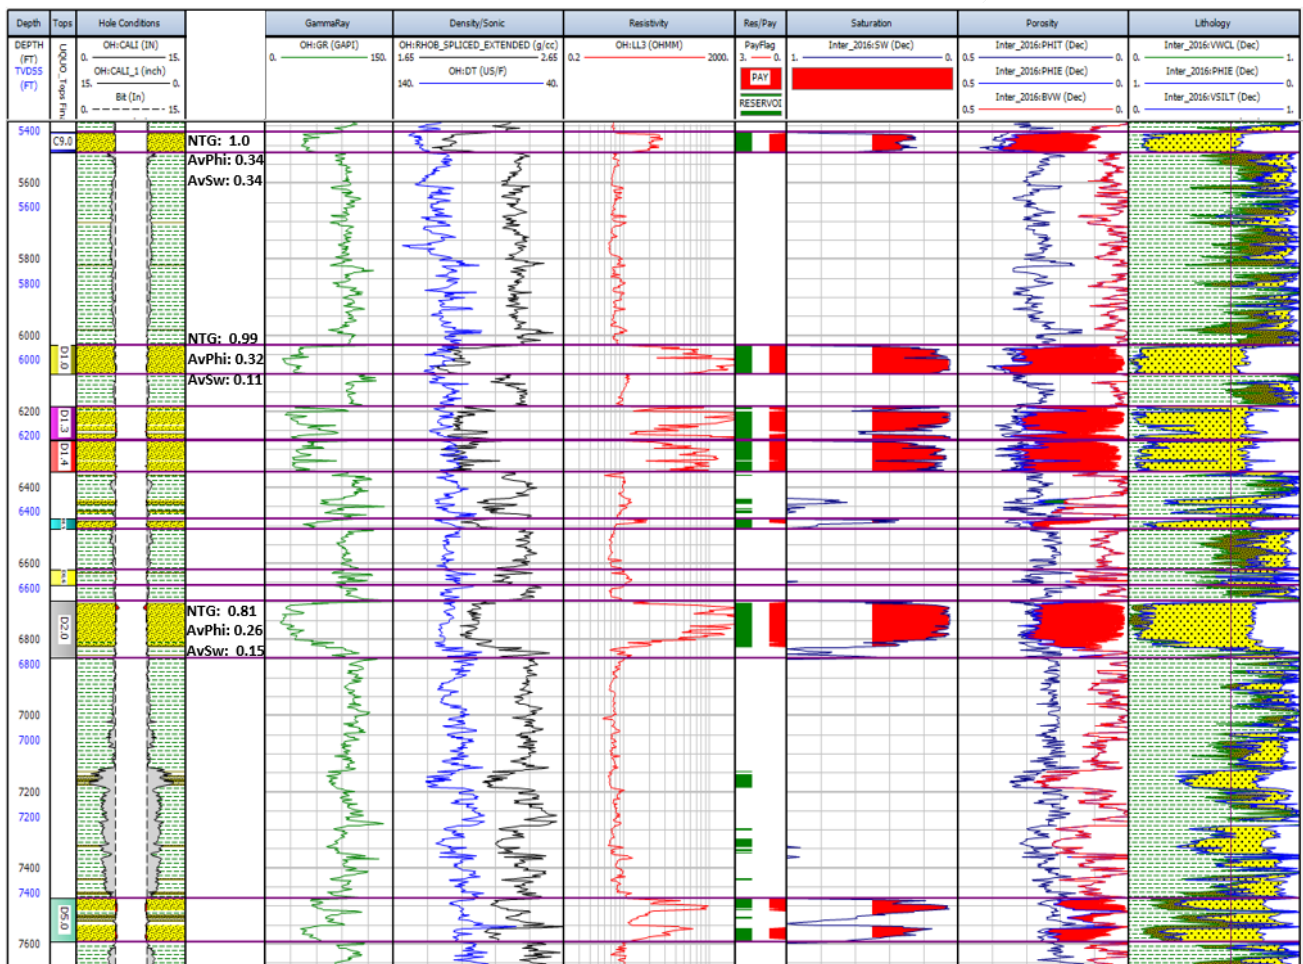 Depth Tops Hole Conditions GammaRay Density/Sonic Resistivity Res/Pay Saturation Porosity Lithology
DEPTH
(FT)
TVDSS
(FT)
OH:CALI (IN)
0. 15.
OH:CALI_1 (inch)
15. 0.
Bit (In)
0. 15.
OH:GR (GAPI)
0. 150.
OH:RHOB_SPLICED_EXTENDED (g/cc)
1.65 2.65
OH:DT (US/F)
140. 40.
OH:LL3 (OHMM)
0.2 2000.
PayFlag
3. 0.
PAY
RESERVOI
Inter_2016:SW (Dec)
1. 0.
Inter_2016:PHIT (Dec)
0.5 0.
Inter_2016:PHIE (Dec)
0.5 0.
Inter_2016:BVW (Dec)
0.5 0.
Inter_2016:VWCL (Dec)
0. 1.
Inter_2016:PHIE (Dec)
1. 0.
Inter_2016:VSILT (Dec)
0. 1.
5400
C9.0
NTG: 1.0
AvPhi: 0.34
AvSw: 0.34
5600
5600
5800
5800
6000
NTG: 0.99
D1.0
6000
AvPhi: 0.32
AvSw: 0.11
6200
D1.3
6200
D1.4
6400
6400
6600
6600
NTG: 0.81
D2.0
AvPhi: 0.26
6800
AvSw: 0.15
6800
7000
7000
7200
7200
7400
7400
D5.0
7600